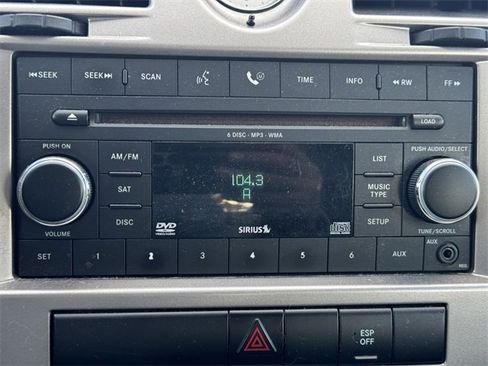 SEEK SEEK SCAN TIME INFO RW FF
6 DISC · MP3 · WMA LOAD
PUSH ON AM/FM PUSH AUDIO/SELECT
LIST
104.3
A
SAT MUSIC TYPE
DISC DVD SIRIUS disc SETUP
VOLUME TUNE/SCROLL
SET 1 2 3 4 5 6 AUX AUX
ESP
OFF